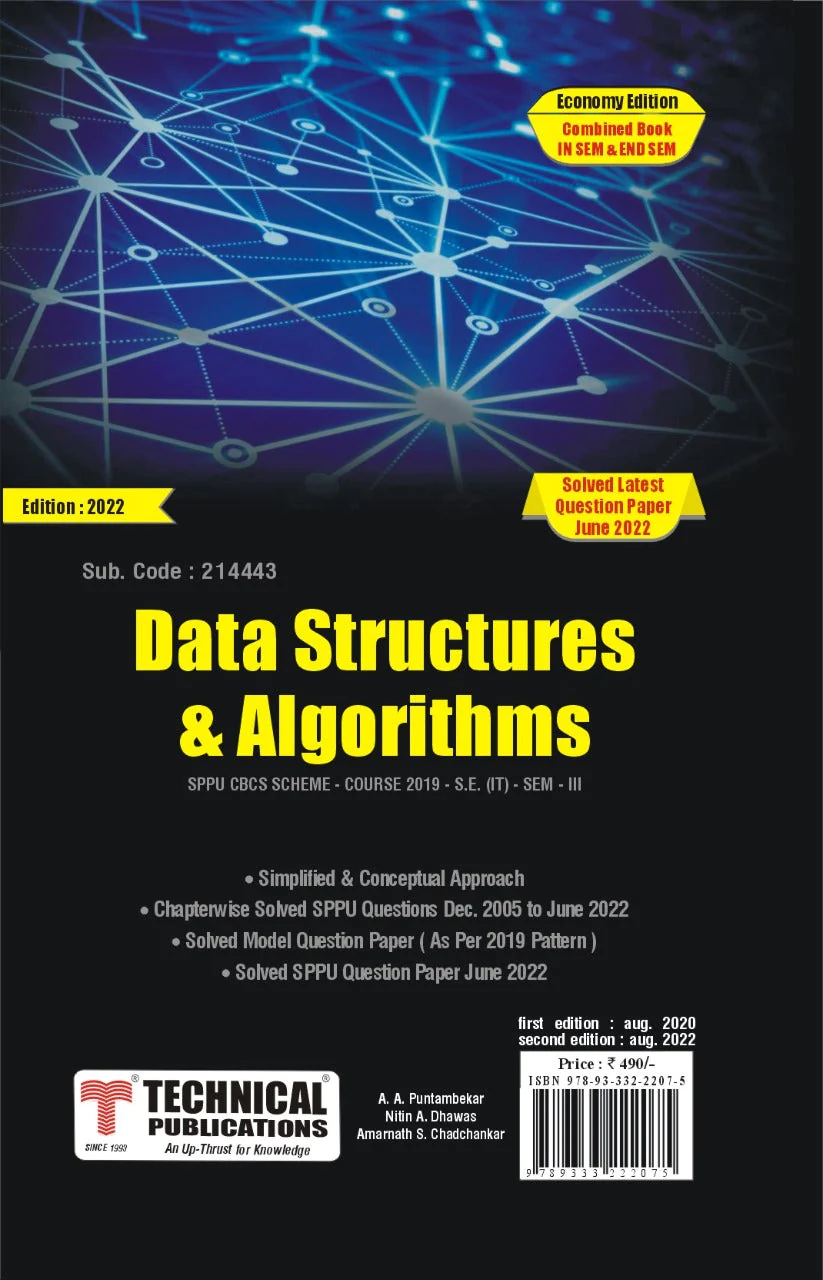 Economy Edition
Combined Book
IN SEM & END SEM
Edition : 2022
Solved Latest
Question Paper
June 2022
Sub. Code : 214443
Data Structures
& Algorithms
SPPU CBCS SCHEME - COURSE 2019 - S.E. (IT) - SEM - III
• Simplified & Conceptual Approach
• Chapterwise Solved SPPU Questions Dec. 2005 to June 2022
• Solved Model Question Paper ( As Per 2019 Pattern )
• Solved SPPU Question Paper June 2022
first edition : aug. 2020
second edition : aug. 2022
Price : ₹ 490/-
ISBN 978-93-332-2207-5
9 789333 222075
A. A. Puntambekar
Nitin A. Dhawas
Amarnath S. Chadchankar
® TECHNICAL ®
PUBLICATIONS
SINCE 1993 An Up-Thrust for Knowledge